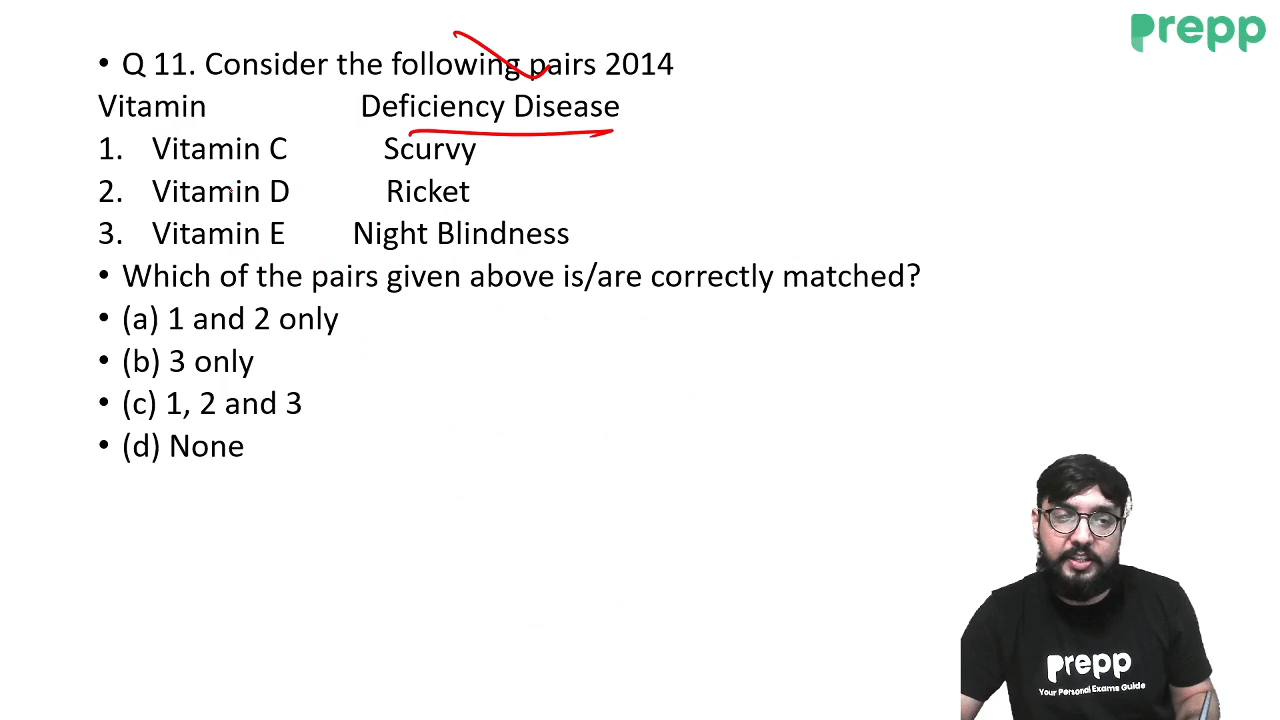 prepp
• Q 11. Consider the following pairs 2014
Vitamin Deficiency Disease
1. Vitamin C Scurvy
2. Vitamin D Ricket
3. Vitamin E Night Blindness
• Which of the pairs given above is/are correctly matched?
• (a) 1 and 2 only
• (b) 3 only
• (c) 1, 2 and 3
• (d) None
prepp
Your Personal Exams Guide